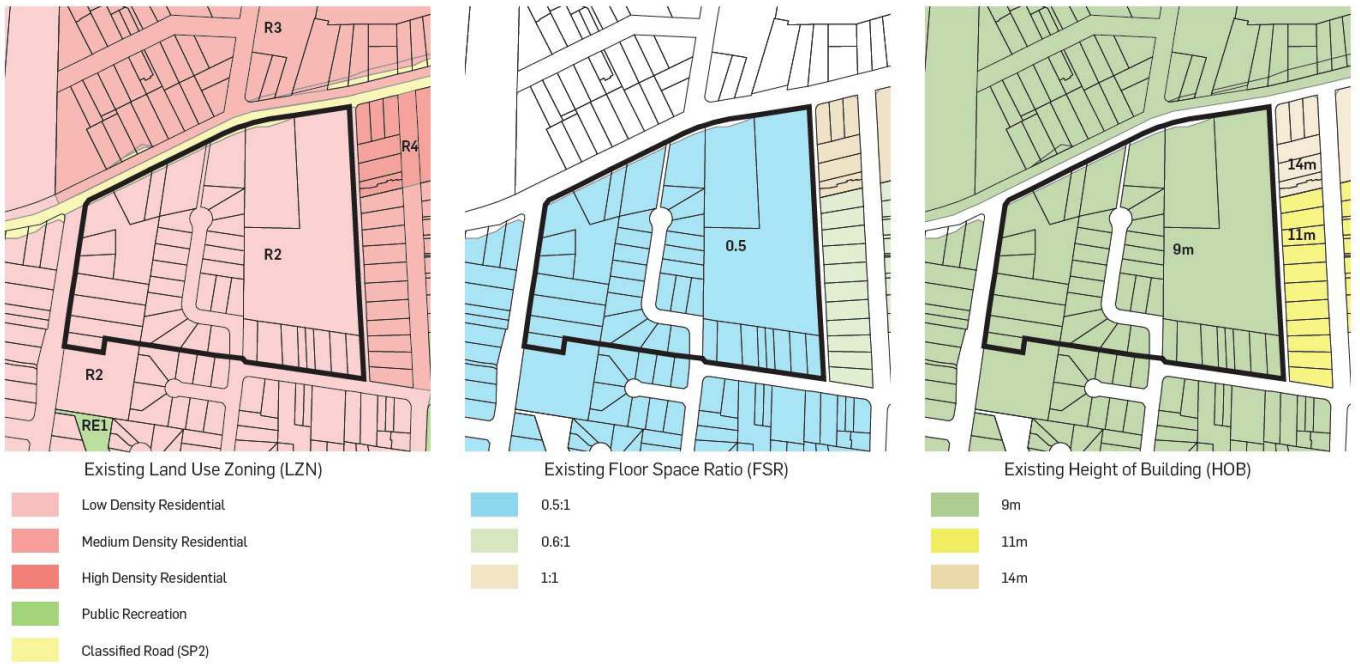 R3
R4
R2
R2
RE1
Existing Land Use Zoning (LZN)
Low Density Residential
Medium Density Residential
High Density Residential
Public Recreation
Classified Road (SP2)
0.5
Existing Floor Space Ratio (FSR)
0.5:1
0.6:1
1:1
14m
11m
9m
Existing Height of Building (HOB)
9m
11m
14m